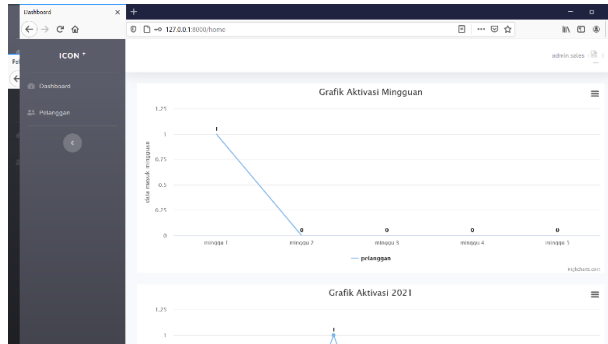 Dashboard
127.0.0.1:8000/home
ICON +
admin sales
Dashboard
Pelanggan
Grafik Aktivasi Mingguan
1.25
1
0.75
0.5
0.25
0
data masuk mingguan
1
0
0
0
0
minggu 1
minggu 2
minggu 3
minggu 4
minggu 5
pelanggan
Highcharts.com
Grafik Aktivasi 2021
1.25
1
1